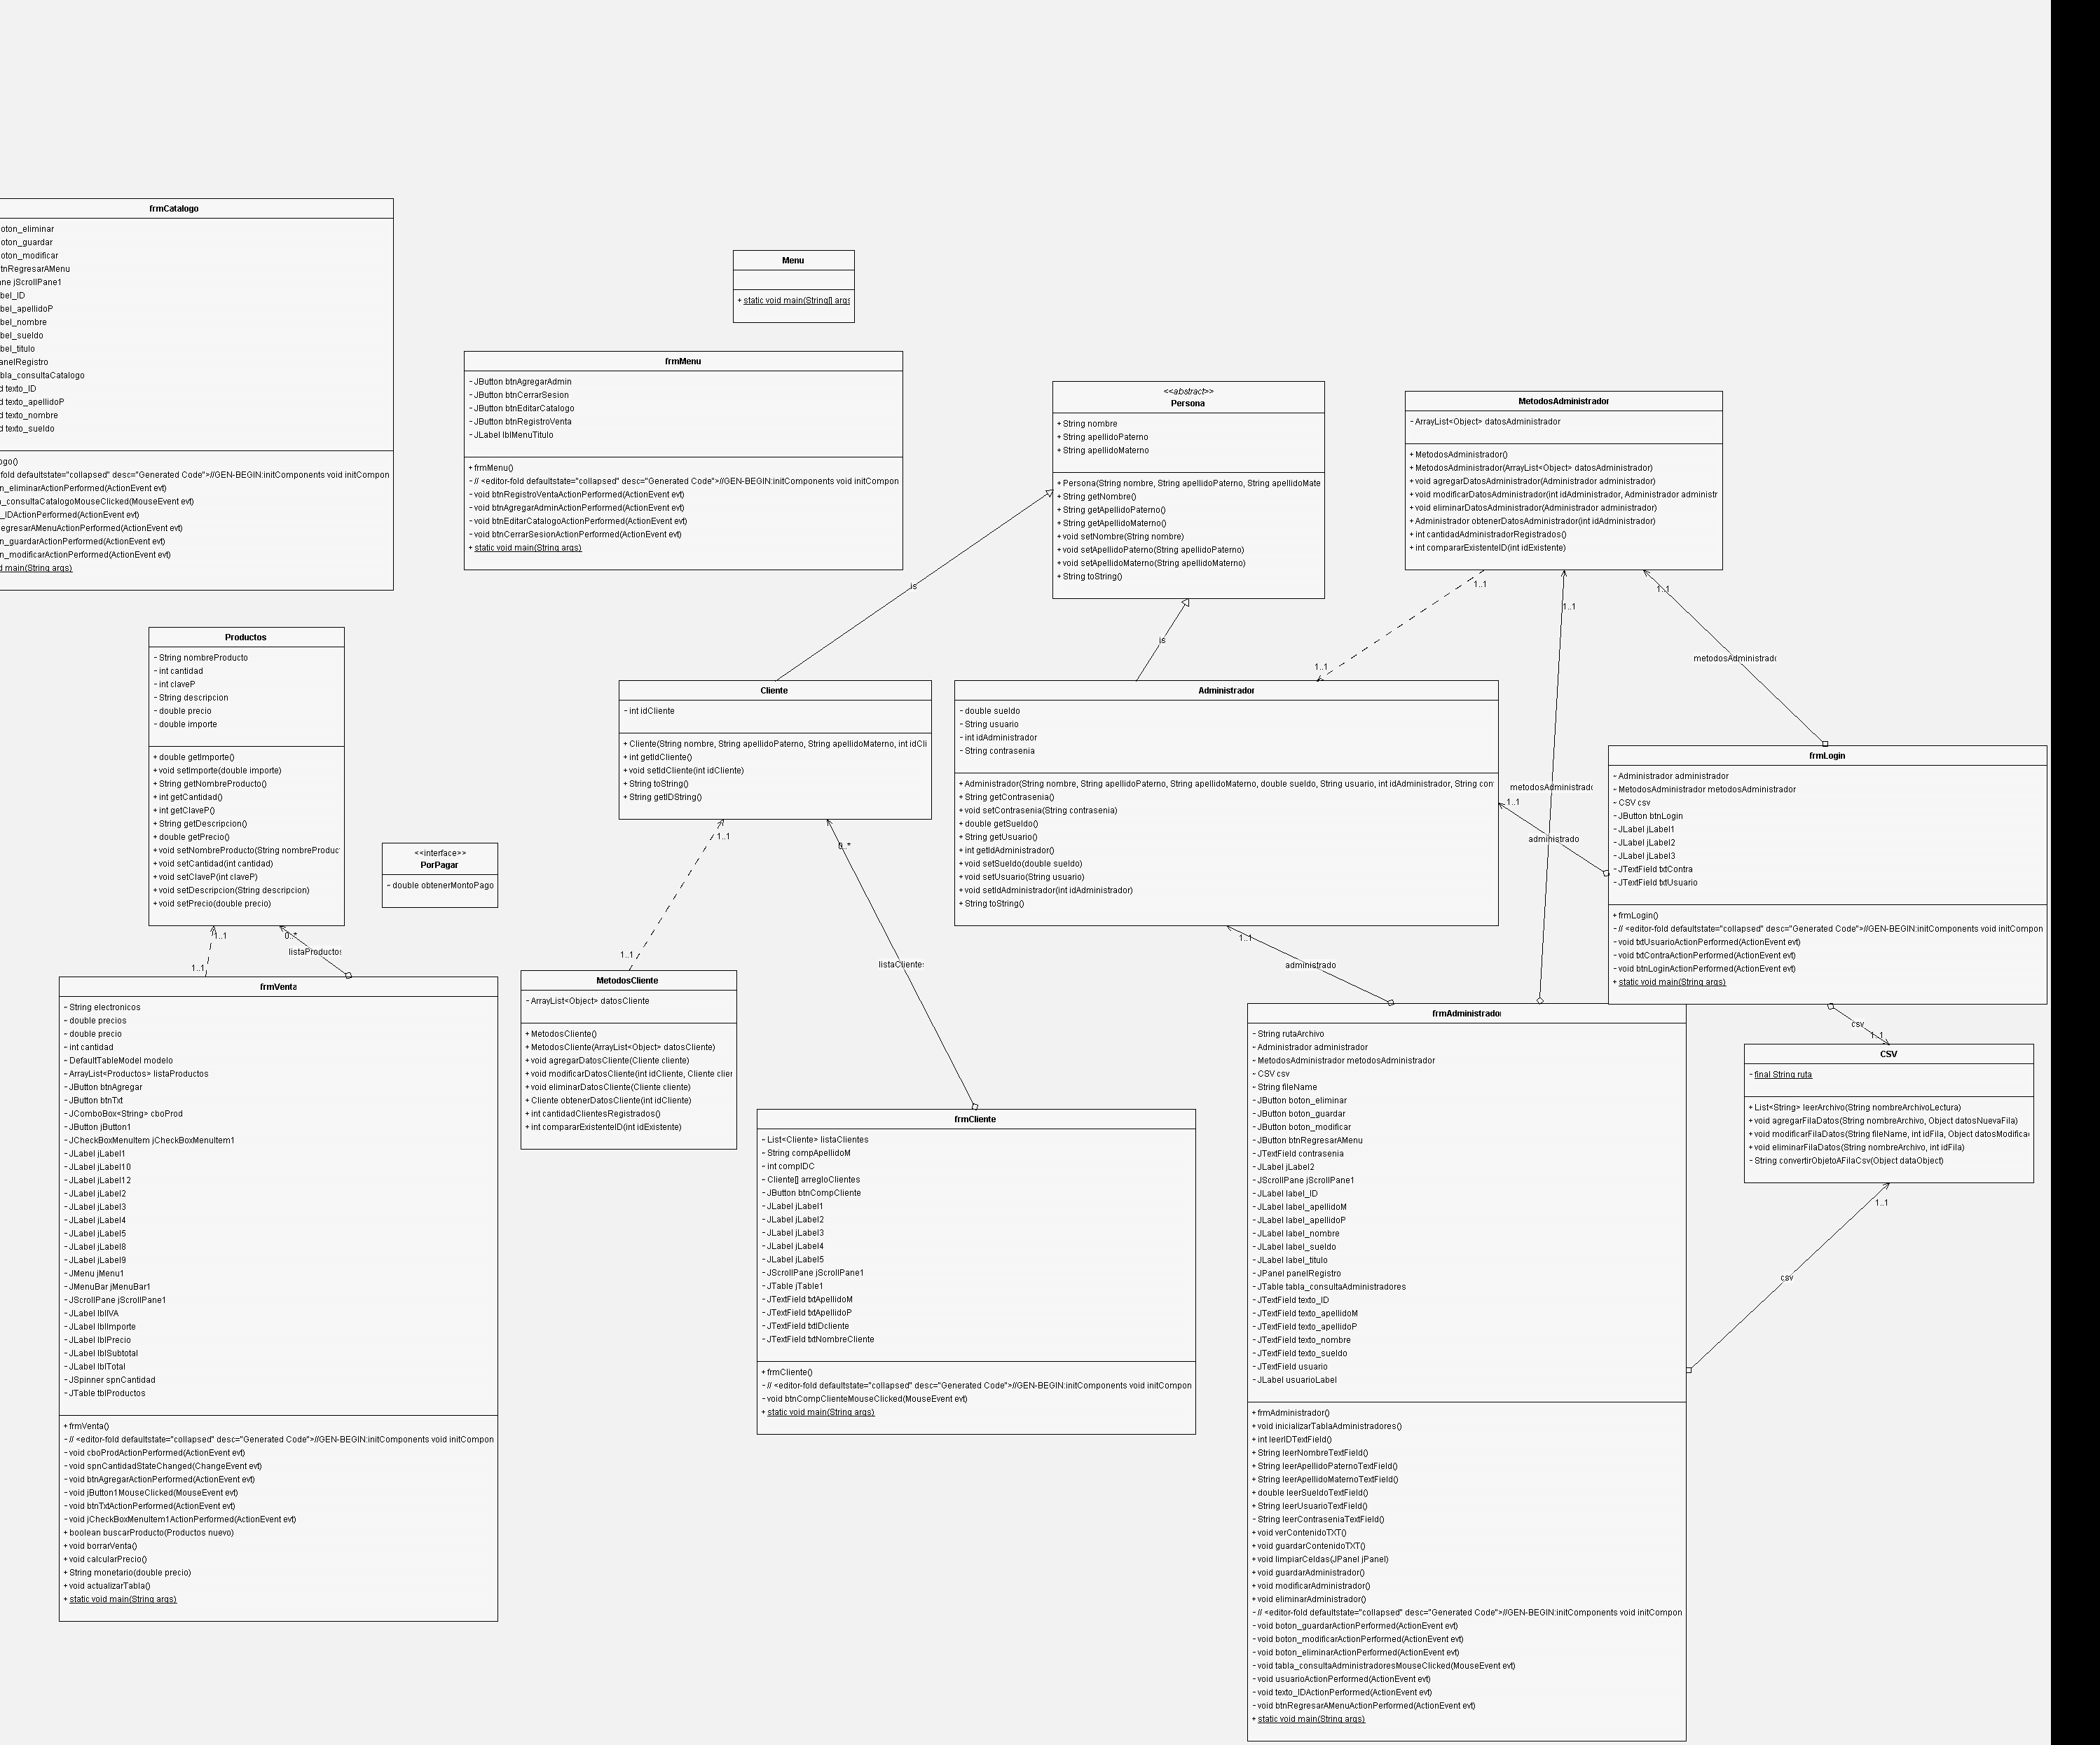 frmCatalogo
oton_eliminar
oton_guardar
oton_modificar
tnRegresarAMenu
ne jScrollPane1
bel_ID
bel_apellidoP
bel_nombre
bel_sueldo
bel_titulo
anelRegistro
bla_consultaCatalogo
d texto_ID
d texto_apellidoP
d texto_nombre
d texto_sueldo
ogo()
-fold defaultstate="collapsed" desc="Generated Code">//GEN-BEGIN:initComponents void initCompon
n_eliminarActionPerformed(ActionEvent evt)
_consultaCatalogoMouseClicked(MouseEvent evt)
_IDActionPerformed(ActionEvent evt)
egresarAMenuActionPerformed(ActionEvent evt)
n_guardarActionPerformed(ActionEvent evt)
n_modificarActionPerformed(ActionEvent evt)
d main(String args)
Menu
+ static void main(String[] args
frmMenu
- JButton btnAgregarAdmin
- JButton btnCerrarSesion
- JButton btnEditarCatalogo
- JButton btnRegistroVenta
- JLabel lblMenuTitulo
+ frmMenu()
- // <editor-fold defaultstate="collapsed" desc="Generated Code">//GEN-BEGIN:initComponents void initCompon
- void btnRegistroVentaActionPerformed(ActionEvent evt)
- void btnAgregarAdminActionPerformed(ActionEvent evt)
- void btnEditarCatalogoActionPerformed(ActionEvent evt)
- void btnCerrarSesionActionPerformed(ActionEvent evt)
+ static void main(String args)
<<abstract>>
Persona
+ String nombre
+ String apellidoPaterno
+ String apellidoMaterno
+ Persona(String nombre, String apellidoPaterno, String apellidoMate
+ String getNombre()
+ String getApellidoPaterno()
+ String getApellidoMaterno()
+ void setNombre(String nombre)
+ void setApellidoPaterno(String apellidoPaterno)
+ void setApellidoMaterno(String apellidoMaterno)
+ String toString()
MetodosAdministrador
- ArrayList<Object> datosAdministrador
+ MetodosAdministrador()
+ MetodosAdministrador(ArrayList<Object> datosAdministrador)
+ void agregarDatosAdministrador(Administrador administrador)
+ void modificarDatosAdministrador(int idAdministrador, Administrador administr
+ void eliminarDatosAdministrador(Administrador administrador)
+ Administrador obtenerDatosAdministrador(int idAdministrador)
+ int cantidadAdministradorRegistrados()
+ int compararExistenteID(int idExistente)
is
is
1..1
1..1
1..1
1..1
metodosAdministrado
Productos
- String nombreProducto
- int cantidad
- int claveP
- String descripcion
- double precio
- double importe
+ double getImporte()
+ void setImporte(double importe)
+ String getNombreProducto()
+ int getCantidad()
+ int getClaveP()
+ String getDescripcion()
+ double getPrecio()
+ void setNombreProducto(String nombreProduc
+ void setCantidad(int cantidad)
+ void setClaveP(int claveP)
+ void setDescripcion(String descripcion)
+ void setPrecio(double precio)
<<interface>>
PorPagar
~ double obtenerMontoPago
Cliente
- int idCliente
+ Cliente(String nombre, String apellidoPaterno, String apellidoMaterno, int idCli
+ int getIdCliente()
+ void setIdCliente(int idCliente)
+ String toString()
+ String getIDString()
Administrador
- double sueldo
- String usuario
- int idAdministrador
- String contrasenia
+ Administrador(String nombre, String apellidoPaterno, String apellidoMaterno, double sueldo, String usuario, int idAdministrador, String con
+ String getContrasenia()
+ void setContrasenia(String contrasenia)
+ double getSueldo()
+ String getUsuario()
+ int getIdAdministrador()
+ void setSueldo(double sueldo)
+ void setUsuario(String usuario)
+ void setIdAdministrador(int idAdministrador)
+ String toString()
metodosAdministrado
1..1
administrado
frmLogin
~ Administrador administrador
~ MetodosAdministrador metodosAdministrador
~ CSV csv
- JButton btnLogin
- JLabel jLabel1
- JLabel jLabel2
- JLabel jLabel3
- JTextField txtContra
- JTextField txtUsuario
+ frmLogin()
- // <editor-fold defaultstate="collapsed" desc="Generated Code">//GEN-BEGIN:initComponents void initCompon
- void txtUsuarioActionPerformed(ActionEvent evt)
- void txtContraActionPerformed(ActionEvent evt)
- void btnLoginActionPerformed(ActionEvent evt)
+ static void main(String args)
1..1
1..1
0..*
listaProductos
1..1
1..1
0..*
listaCliente
1..1
administrado
csv
1..1
frmVenta
~ String electronicos
~ double precios
~ double precio
~ int cantidad
~ DefaultTableModel modelo
~ ArrayList<Productos> listaProductos
- JButton btnAgregar
- JButton btnTxt
- JComboBox<String> cboProd
- JButton jButton1
- JCheckBoxMenuItem jCheckBoxMenuItem1
- JLabel jLabel1
- JLabel jLabel10
- JLabel jLabel12
- JLabel jLabel2
- JLabel jLabel3
- JLabel jLabel4
- JLabel jLabel5
- JLabel jLabel8
- JLabel jLabel9
- JMenu jMenu1
- JMenuBar jMenuBar1
- JScrollPane jScrollPane1
- JLabel lblIVA
- JLabel lblImporte
- JLabel lblPrecio
- JLabel lblSubtotal
- JLabel lblTotal
- JSpinner spnCantidad
- JTable tblProductos
+ frmVenta()
- // <editor-fold defaultstate="collapsed" desc="Generated Code">//GEN-BEGIN:initComponents void initCompon
- void cboProdActionPerformed(ActionEvent evt)
- void spnCantidadStateChanged(ChangeEvent evt)
- void btnAgregarActionPerformed(ActionEvent evt)
- void jButton1MouseClicked(MouseEvent evt)
- void btnTxtActionPerformed(ActionEvent evt)
- void jCheckBoxMenuItem1ActionPerformed(ActionEvent evt)
+ boolean buscarProducto(Productos nuevo)
+ void borrarVenta()
+ void calcularPrecio()
+ String monetario(double precio)
+ void actualizarTabla()
+ static void main(String args)
MetodosCliente
- ArrayList<Object> datosCliente
+ MetodosCliente()
+ MetodosCliente(ArrayList<Object> datosCliente)
+ void agregarDatosCliente(Cliente cliente)
+ void modificarDatosCliente(int idCliente, Cliente clier
+ void eliminarDatosCliente(Cliente cliente)
+ Cliente obtenerDatosCliente(int idCliente)
+ int cantidadClientesRegistrados()
+ int compararExistenteID(int idExistente)
frmCliente
~ List<Cliente> listaClientes
~ String compApellidoM
~ int compIDC
~ Cliente[] arregloClientes
- JButton btnCompCliente
- JLabel jLabel1
- JLabel jLabel2
- JLabel jLabel3
- JLabel jLabel4
- JLabel jLabel5
- JScrollPane jScrollPane1
- JTable jTable1
- JTextField txtApellidoM
- JTextField txtApellidoP
- JTextField txtIDcliente
- JTextField txtNombreCliente
+ frmCliente()
- // <editor-fold defaultstate="collapsed" desc="Generated Code">//GEN-BEGIN:initComponents void initCompon
- void btnCompClienteMouseClicked(MouseEvent evt)
+ static void main(String args)
frmAdministrador
~ String rutaArchivo
~ Administrador administrador
~ MetodosAdministrador metodosAdministrador
~ CSV csv
~ String fileName
- JButton boton_eliminar
- JButton boton_guardar
- JButton boton_modificar
- JButton btnRegresarAMenu
- JTextField contrasenia
- JLabel jLabel2
- JScrollPane jScrollPane1
- JLabel label_ID
- JLabel label_apellidoM
- JLabel label_apellidoP
- JLabel label_nombre
- JLabel label_sueldo
- JLabel label_titulo
- JPanel panelRegistro
- JTable tabla_consultaAdministradores
- JTextField texto_ID
- JTextField texto_apellidoM
- JTextField texto_apellidoP
- JTextField texto_nombre
- JTextField texto_sueldo
- JTextField usuario
- JLabel usuarioLabel
+ frmAdministrador()
+ void inicializarTablaAdministradores()
+ int leerIDTextField()
+ String leerNombreTextField()
+ String leerApellidoPaternoTextField()
+ String leerApellidoMaternoTextField()
+ double leerSueldoTextField()
+ String leerUsuarioTextField()
~ String leerContraseniaTextField()
+ void verContenidoTXT()
+ void guardarContenidoTXT()
+ void limpiarCeldas(JPanel jPanel)
+ void guardarAdministrador()
+ void modificarAdministrador()
+ void eliminarAdministrador()
- // <editor-fold defaultstate="collapsed" desc="Generated Code">//GEN-BEGIN:initComponents void initCompon
- void boton_guardarActionPerformed(ActionEvent evt)
- void boton_modificarActionPerformed(ActionEvent evt)
- void boton_eliminarActionPerformed(ActionEvent evt)
- void tabla_consultaAdministradoresMouseClicked(MouseEvent evt)
- void usuarioActionPerformed(ActionEvent evt)
- void texto_IDActionPerformed(ActionEvent evt)
- void btnRegresarAMenuActionPerformed(ActionEvent evt)
+ static void main(String args)
CSV
- final String ruta
+ List<String> leerArchivo(String nombreArchivoLectura)
+ void agregarFilaDatos(String nombreArchivo, Object datosNuevaFila)
+ void modificarFilaDatos(String fileName, int idFila, Object datosModifica
+ void eliminarFilaDatos(String nombreArchivo, int idFila)
- String convertirObjetoAFilaCsv(Object dataObject)
1..1
csv